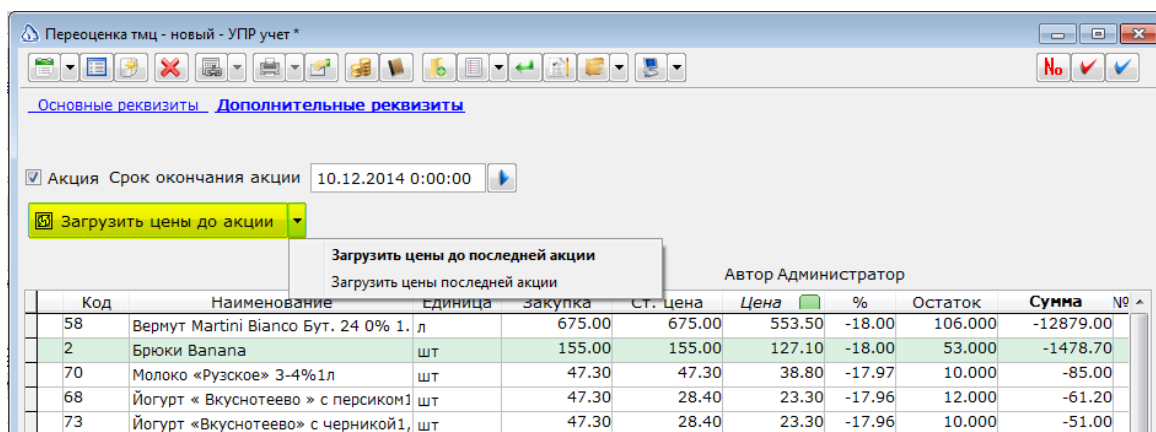 Переоценка тмц - новый - УПР учет *
No
Основные реквизиты Дополнительные реквизиты
Акция Срок окончания акции 10.12.2014 0:00:00
Загрузить цены до акции
Загрузить цены до последней акции
Загрузить цены последней акции
Автор Администратор
Код Наименование Единица Закупка Ст. цена Цена % Остаток Сумма №
58 Вермут Martini Bianco Бут. 24 0% 1. л 675.00 675.00 553.50 -18.00 106.000 -12879.00
2 Брюки Banana шт 155.00 155.00 127.10 -18.00 53.000 -1478.70
70 Молоко «Рузское» 3-4%1л шт 47.30 47.30 38.80 -17.97 10.000 -85.00
68 Йогурт « Вкуснотеево » с персиком1 шт 47.30 28.40 23.30 -17.96 12.000 -61.20
73 Йогурт «Вкуснотеево» с черникой1, шт 47.30 28.40 23.30 -17.96 10.000 -51.00